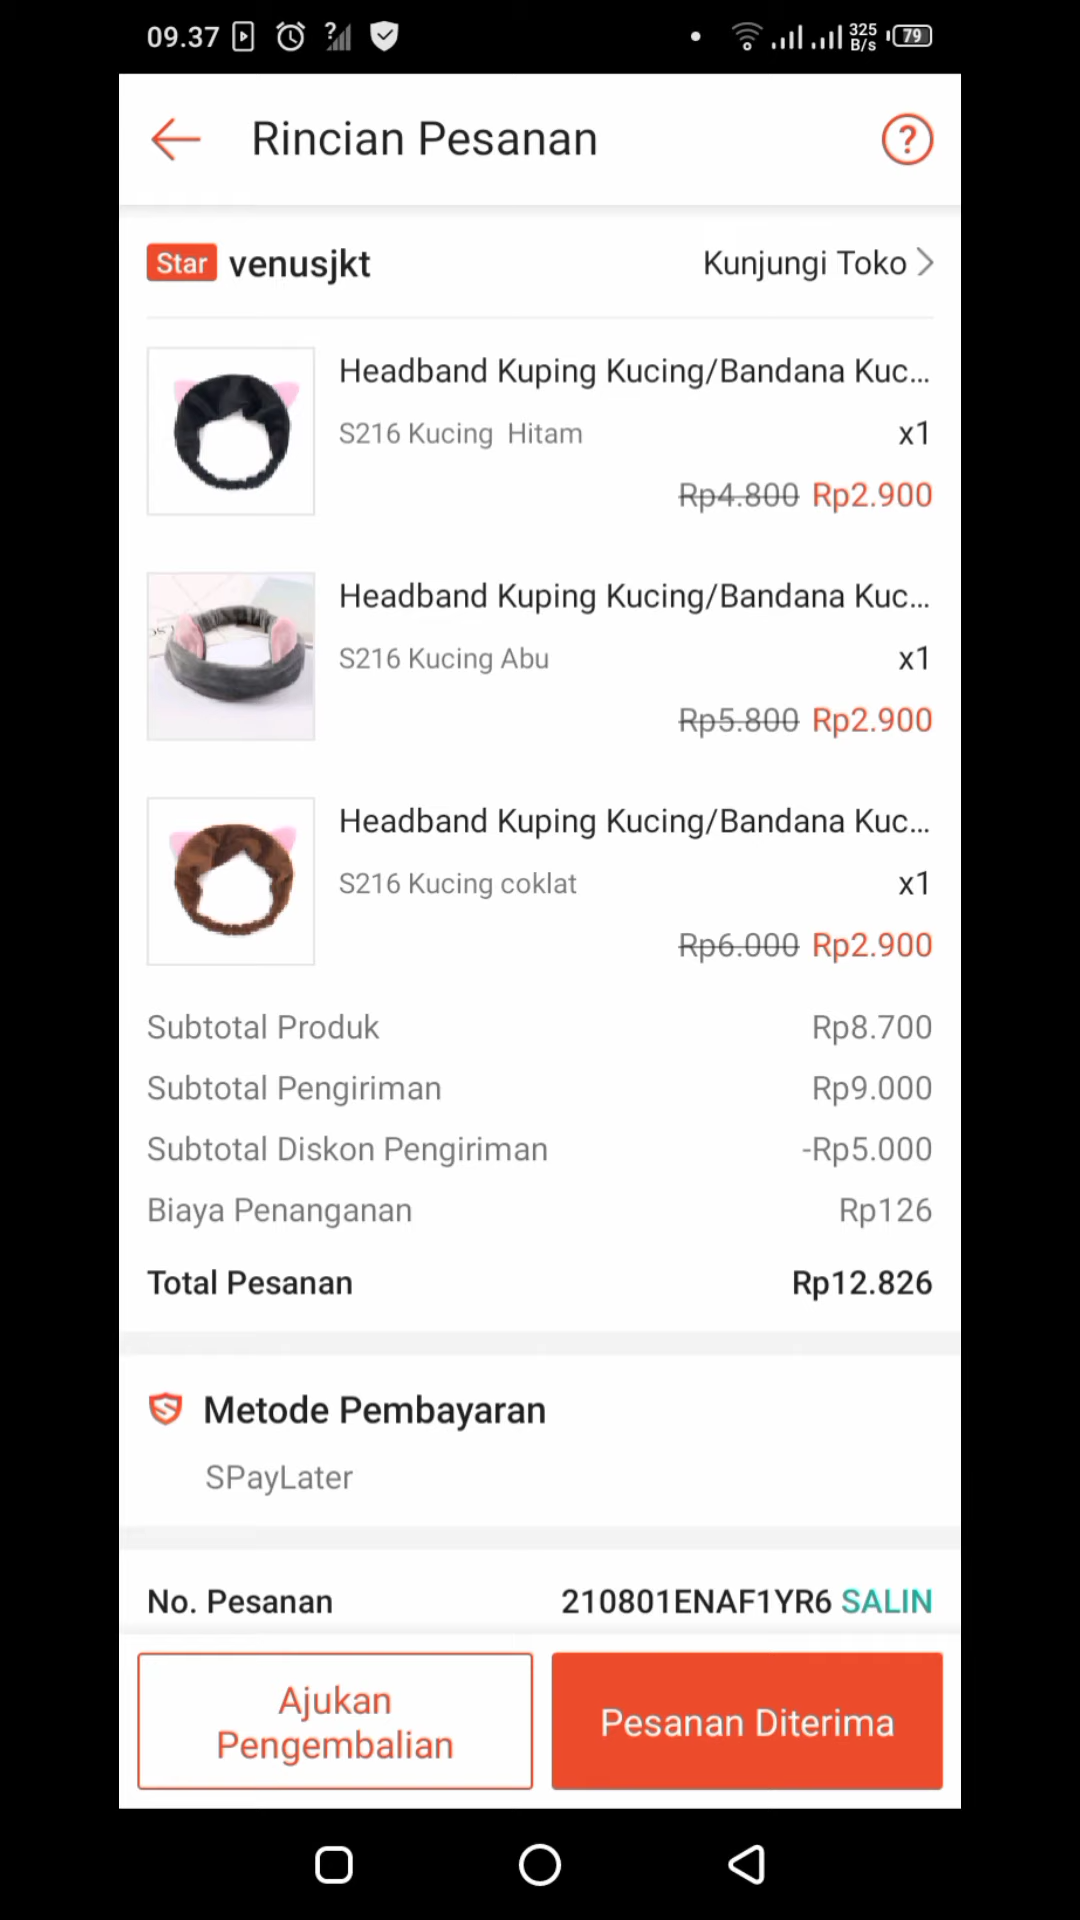 09.37 ? 325 B/s 79
Rincian Pesanan ?
Star venusjkt Kunjungi Toko
Headband Kuping Kucing/Bandana Kuc...
S216 Kucing Hitam x1
Rp4.800 Rp2.900
Headband Kuping Kucing/Bandana Kuc...
S216 Kucing Abu x1
Rp5.800 Rp2.900
Headband Kuping Kucing/Bandana Kuc...
S216 Kucing coklat x1
Rp6.000 Rp2.900
Subtotal Produk Rp8.700
Subtotal Pengiriman Rp9.000
Subtotal Diskon Pengiriman -Rp5.000
Biaya Penanganan Rp126
Total Pesanan Rp12.826
Metode Pembayaran
SPayLater
No. Pesanan 210801ENAF1YR6 SALIN
Ajukan
Pengembalian
Pesanan Diterima